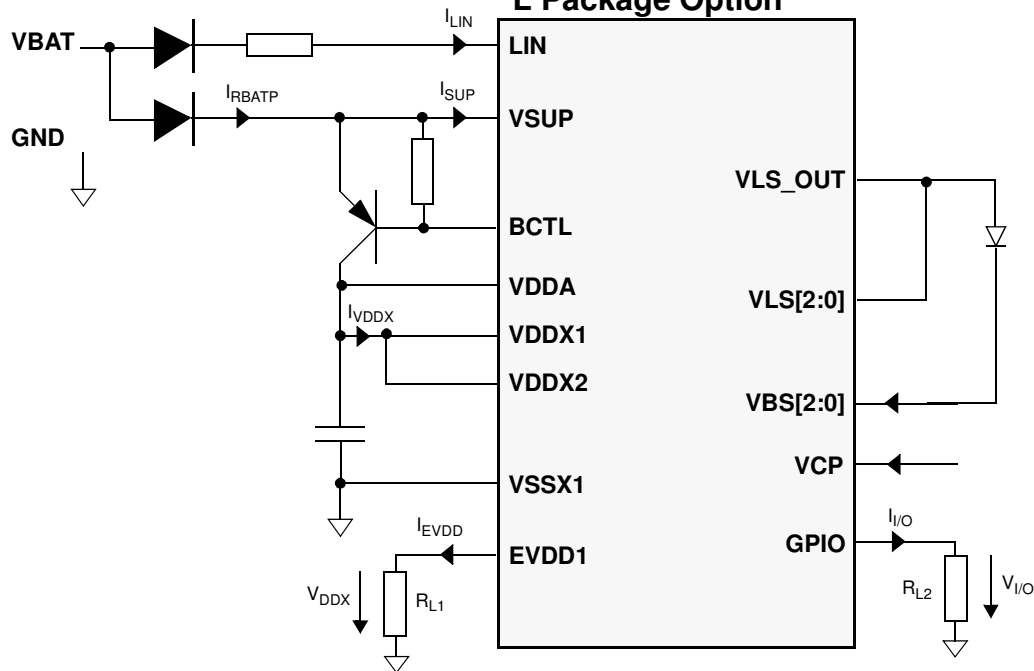 L Package Option
VBAT
I_LIN
LIN
I_RBATP
I_SUP
VSUP
GND
VLS_OUT
BCTL
VDDA
VLS[2:0]
I_VDDX
VDDX1
VDDX2
VBS[2:0]
VCP
VSSX1
I_EVDD
EVDD1
I_I/O
GPIO
V_DDX
R_L1
R_L2
V_I/O